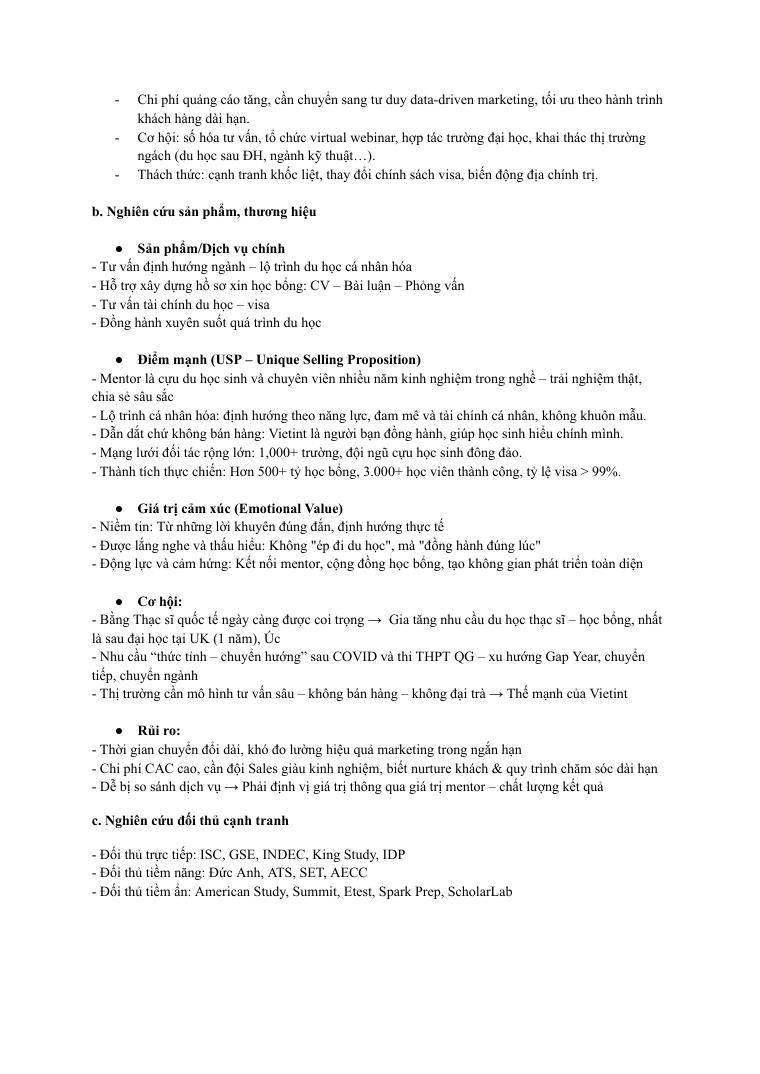 - Chi phí quảng cáo tăng, cần chuyển sang tư duy data-driven marketing, tối ưu theo hành trình
khách hàng dài hạn.
- Cơ hội: số hóa tư vấn, tổ chức virtual webinar, hợp tác trường đại học, khai thác thị trường
ngách (du học sau ĐH, ngành kỹ thuật…).
- Thách thức: cạnh tranh khốc liệt, thay đổi chính sách visa, biến động địa chính trị.
b. Nghiên cứu sản phẩm, thương hiệu
● Sản phẩm/Dịch vụ chính
- Tư vấn định hướng ngành – lộ trình du học cá nhân hóa
- Hỗ trợ xây dựng hồ sơ xin học bổng: CV – Bài luận – Phỏng vấn
- Tư vấn tài chính du học – visa
- Đồng hành xuyên suốt quá trình du học
● Điểm mạnh (USP – Unique Selling Proposition)
- Mentor là cựu du học sinh và chuyên viên nhiều năm kinh nghiệm trong nghề – trải nghiệm thật,
chia sẻ sâu sắc
- Lộ trình cá nhân hóa: định hướng theo năng lực, đam mê và tài chính cá nhân, không khuôn mẫu.
- Dẫn dắt chứ không bán hàng: Vietint là người bạn đồng hành, giúp học sinh hiểu chính mình.
- Mạng lưới đối tác rộng lớn: 1,000+ trường, đội ngũ cựu học sinh đông đảo.
- Thành tích thực chiến: Hơn 500+ tỷ học bổng, 3.000+ học viên thành công, tỷ lệ visa > 99%.
● Giá trị cảm xúc (Emotional Value)
- Niềm tin: Từ những lời khuyên đúng đắn, định hướng thực tế
- Được lắng nghe và thấu hiểu: Không "ép đi du học", mà "đồng hành đúng lúc"
- Động lực và cảm hứng: Kết nối mentor, cộng đồng học bổng, tạo không gian phát triển toàn diện
● Cơ hội:
- Bằng Thạc sĩ quốc tế ngày càng được coi trọng → Gia tăng nhu cầu du học thạc sĩ – học bổng, nhất
là sau đại học tại UK (1 năm), Úc
- Nhu cầu “thức tỉnh – chuyển hướng” sau COVID và thi THPT QG – xu hướng Gap Year, chuyển
tiếp, chuyển ngành
- Thị trường cần mô hình tư vấn sâu – không bán hàng – không đại trà → Thế mạnh của Vietint
● Rủi ro:
- Thời gian chuyển đổi dài, khó đo lường hiệu quả marketing trong ngắn hạn
- Chi phí CAC cao, cần đội Sales giàu kinh nghiệm, biết nurture khách & quy trình chăm sóc dài hạn
- Dễ bị so sánh dịch vụ → Phải định vị giá trị thông qua giá trị mentor – chất lượng kết quả
c. Nghiên cứu đối thủ cạnh tranh
- Đối thủ trực tiếp: ISC, GSE, INDEC, King Study, IDP
- Đối thủ tiềm năng: Đức Anh, ATS, SET, AECC
- Đối thủ tiềm ẩn: American Study, Summit, Etest, Spark Prep, ScholarLab